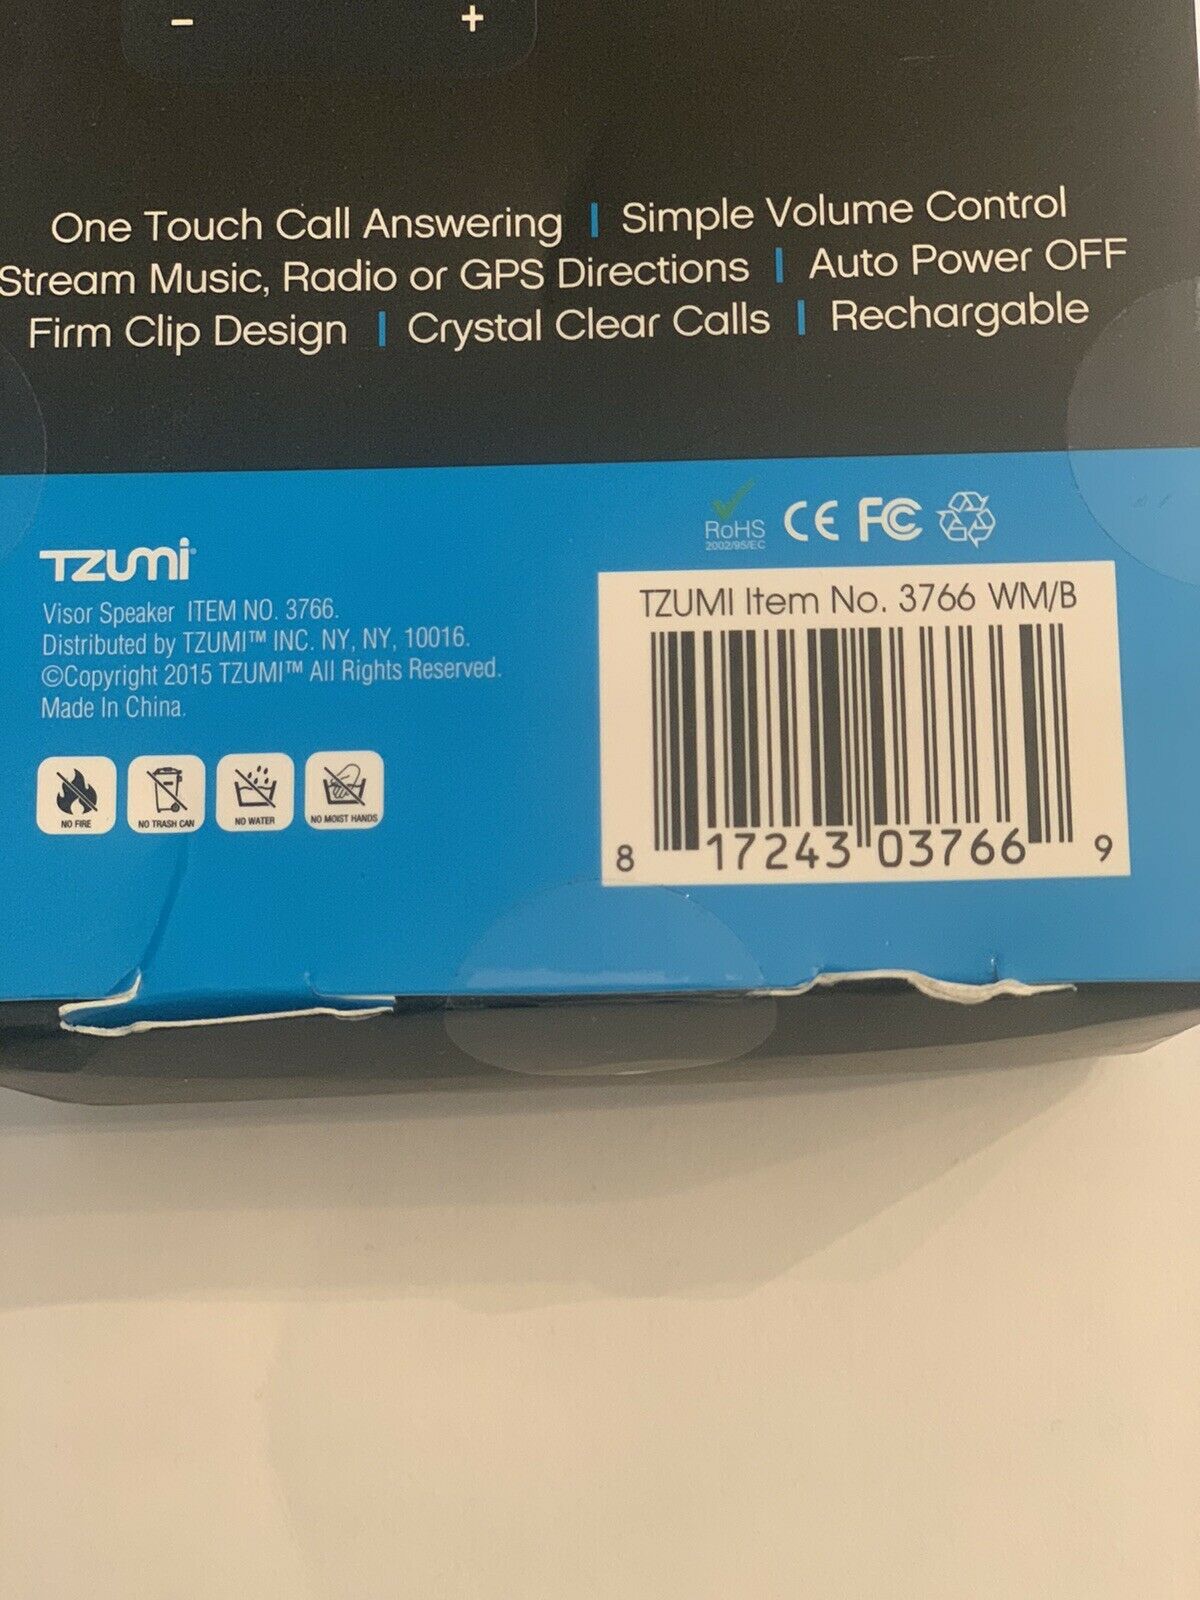 − +
One Touch Call Answering | Simple Volume Control
Stream Music, Radio or GPS Directions | Auto Power OFF
Firm Clip Design | Crystal Clear Calls | Rechargable
RoHS
2002/95/EC
CE FC
TZUMI
Visor Speaker ITEM NO. 3766.
Distributed by TZUMI™ INC. NY, NY, 10016.
©Copyright 2015 TZUMI™ All Rights Reserved.
Made In China.
NO FIRE
NO TRASH CAN
NO WATER
NO MOIST HANDS
TZUMI Item No. 3766 WM/B
8 17243 03766 9